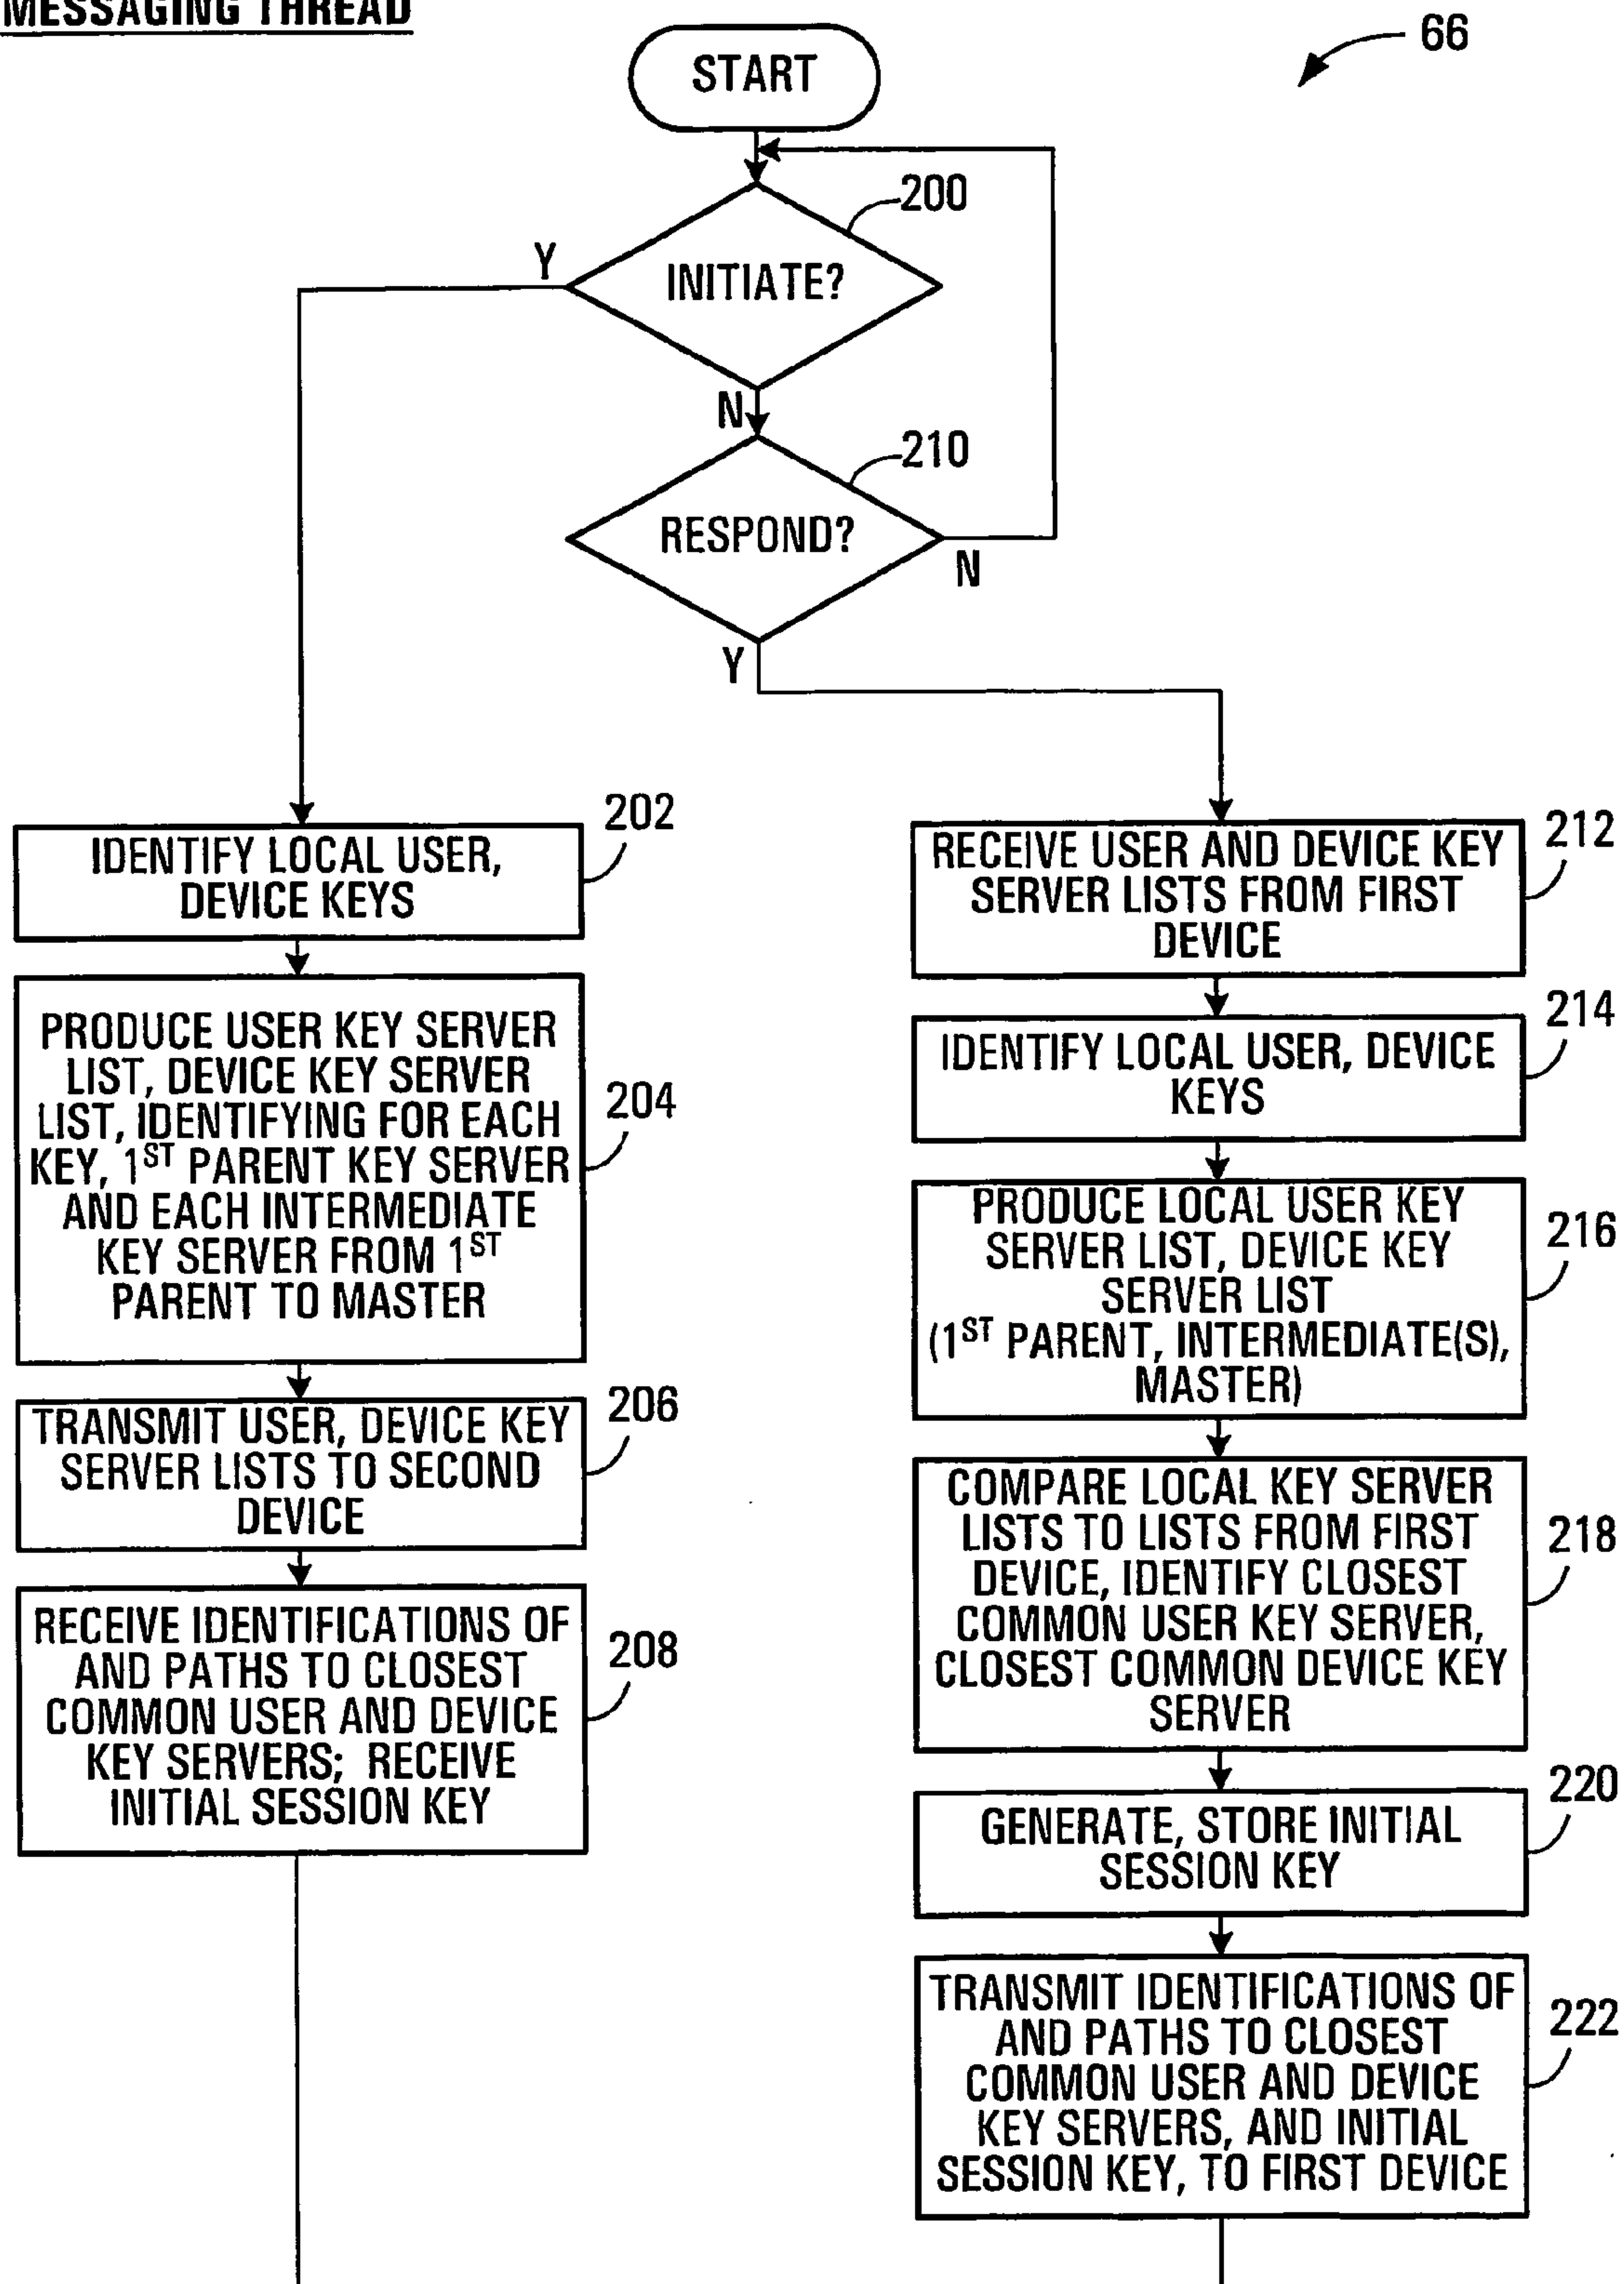 MESSAGING THREAD
66
START
200
Y
INITIATE?
N
210
RESPOND?
N
Y
202
IDENTIFY LOCAL USER,
DEVICE KEYS
204
PRODUCE USER KEY SERVER
LIST, DEVICE KEY SERVER
LIST, IDENTIFYING FOR EACH
KEY, 1ST PARENT KEY SERVER
AND EACH INTERMEDIATE
KEY SERVER FROM 1ST
PARENT TO MASTER
206
TRANSMIT USER, DEVICE KEY
SERVER LISTS TO SECOND
DEVICE
208
RECEIVE IDENTIFICATIONS OF
AND PATHS TO CLOSEST
COMMON USER AND DEVICE
KEY SERVERS; RECEIVE
INITIAL SESSION KEY
212
RECEIVE USER AND DEVICE KEY
SERVER LISTS FROM FIRST
DEVICE
214
IDENTIFY LOCAL USER, DEVICE
KEYS
216
PRODUCE LOCAL USER KEY
SERVER LIST, DEVICE KEY
SERVER LIST
(1ST PARENT, INTERMEDIATE(S),
MASTER)
218
COMPARE LOCAL KEY SERVER
LISTS TO LISTS FROM FIRST
DEVICE, IDENTIFY CLOSEST
COMMON USER KEY SERVER,
CLOSEST COMMON DEVICE KEY
SERVER
220
GENERATE, STORE INITIAL
SESSION KEY
222
TRANSMIT IDENTIFICATIONS OF
AND PATHS TO CLOSEST
COMMON USER AND DEVICE
KEY SERVERS, AND INITIAL
SESSION KEY, TO FIRST DEVICE